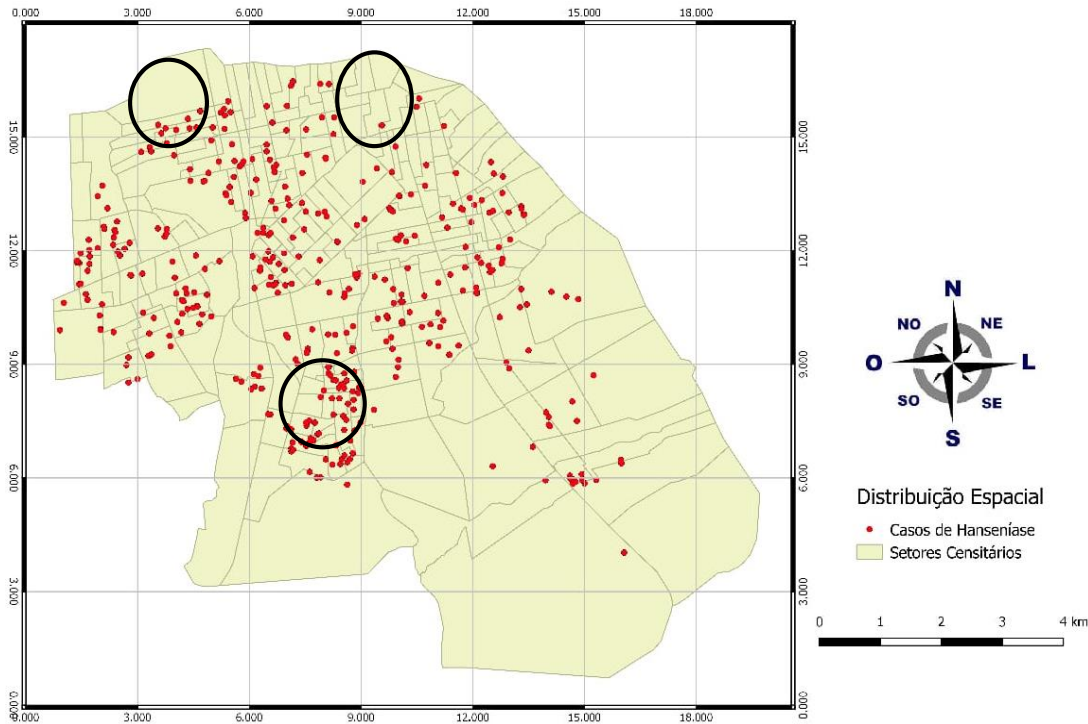 0.000 3.000 6.000 9.000 12.000 15.000 18.000
15.000 15.000
12.000 12.000
9.000 9.000
6.000 6.000
3.000 3.000
0.000 0.000
0.000 3.000 6.000 9.000 12.000 15.000 18.000
N
NO NE
O L
SO SE
S
Distribuição Espacial
Casos de Hanseníase
Setores Censitários
0 1 2 3 4 km